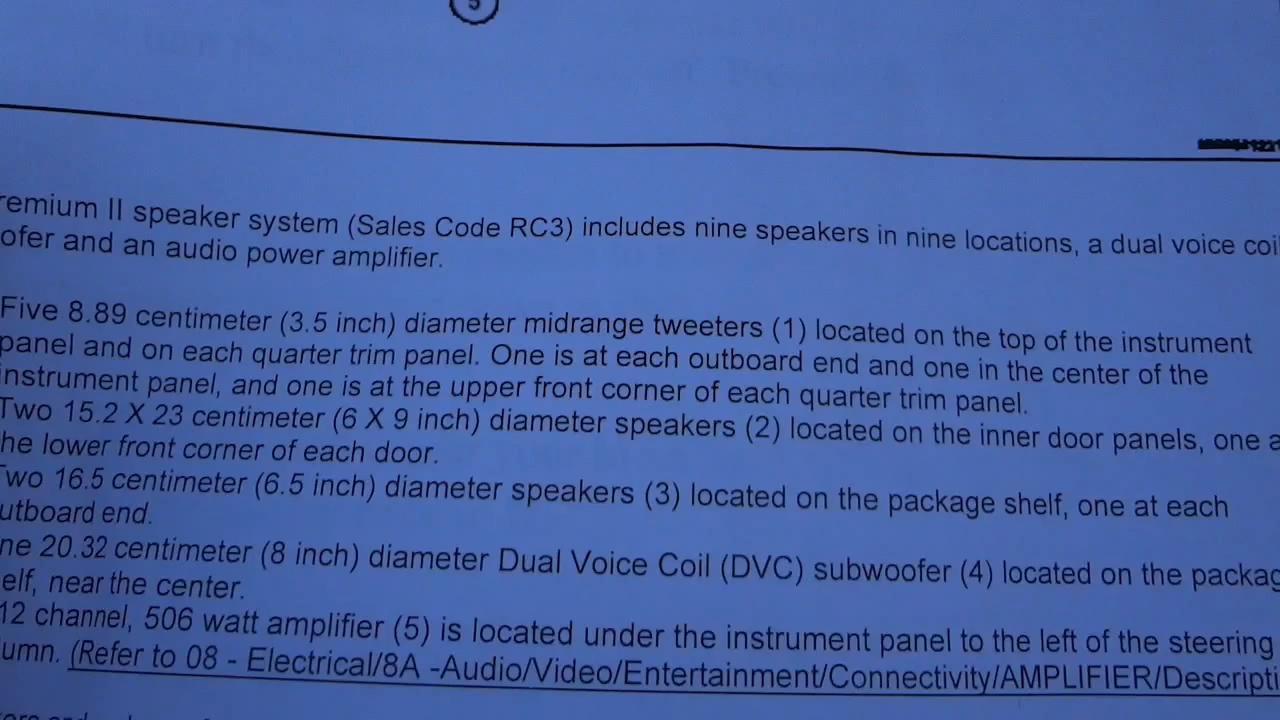 5
remium II speaker system (Sales Code RC3) includes nine speakers in nine locations, a dual voice coil
ofer and an audio power amplifier.
Five 8.89 centimeter (3.5 inch) diameter midrange tweeters (1) located on the top of the instrument
panel and on each quarter trim panel. One is at each outboard end and one in the center of the
instrument panel, and one is at the upper front corner of each quarter trim panel.
Two 15.2 X 23 centimeter (6 X 9 inch) diameter speakers (2) located on the inner door panels, one a
he lower front corner of each door.
Two 16.5 centimeter (6.5 inch) diameter speakers (3) located on the package shelf, one at each
utboard end.
ne 20.32 centimeter (8 inch) diameter Dual Voice Coil (DVC) subwoofer (4) located on the packag
elf, near the center.
12 channel, 506 watt amplifier (5) is located under the instrument panel to the left of the steering
umn. (Refer to 08 - Electrical/8A -Audio/Video/Entertainment/Connectivity/AMPLIFIER/Descripti